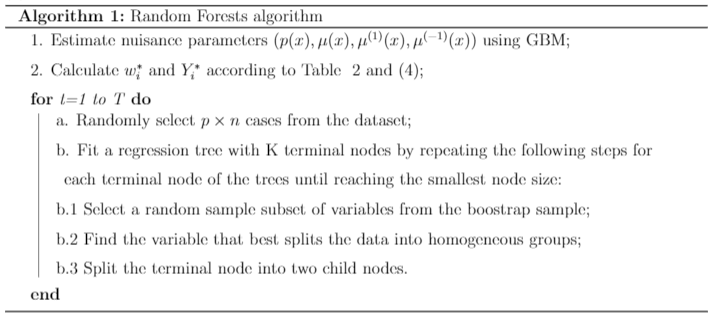 Algorithm 1: Random Forests algorithm
1. Estimate nuisance parameters (p(x), μ(x), μ^(1)(x), μ^(−1)(x)) using GBM;
2. Calculate w_i^* and Y_i^* according to Table 2 and (4);
for t=1 to T do
a. Randomly select p × n cases from the dataset;
b. Fit a regression tree with K terminal nodes by repeating the following steps for
each terminal node of the trees until reaching the smallest node size:
b.1 Select a random sample subset of variables from the boostrap sample;
b.2 Find the variable that best splits the data into homogeneous groups;
b.3 Split the terminal node into two child nodes.
end